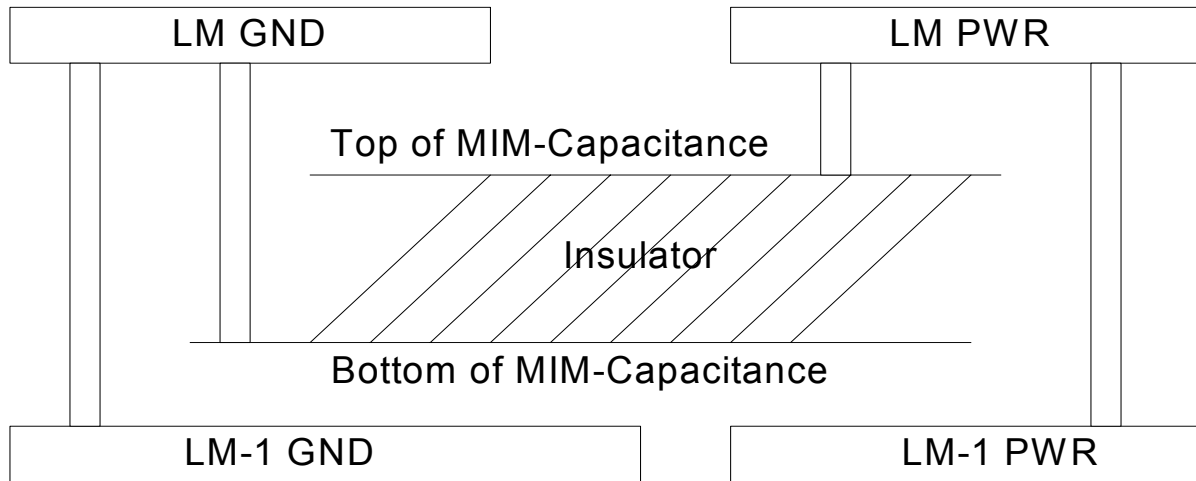 LM GND
LM PWR
Top of MIM-Capacitance
Insulator
Bottom of MIM-Capacitance
LM-1 GND
LM-1 PWR